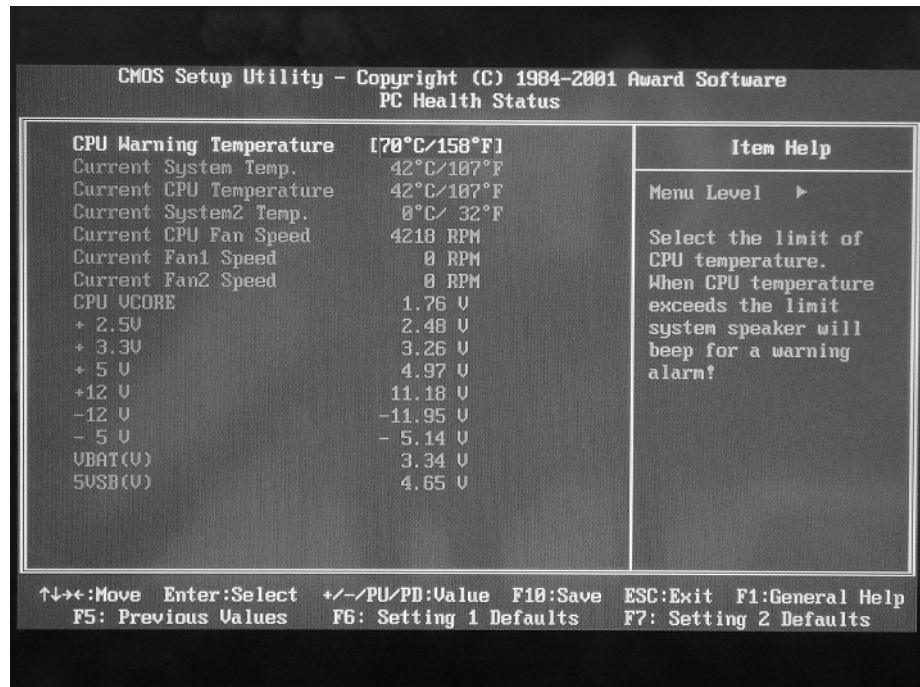 CMOS Setup Utility – Copyright (C) 1984–2001 Award Software
PC Health Status
CPU Warning Temperature [70°C/158°F]
Current System Temp. 42°C/107°F
Current CPU Temperature 42°C/107°F
Current System2 Temp. 0°C/ 32°F
Current CPU Fan Speed 4218 RPM
Current Fan1 Speed 0 RPM
Current Fan2 Speed 0 RPM
CPU VCORE 1.76 V
+ 2.5V 2.48 V
+ 3.3V 3.26 V
+ 5 V 4.97 V
+12 V 11.18 V
-12 V -11.95 V
- 5 V - 5.14 V
VBAT(V) 3.34 V
5VSB(V) 4.65 V
Item Help
Menu Level ►
Select the limit of
CPU temperature.
When CPU temperature
exceeds the limit
system speaker will
beep for a warning
alarm!
↑↓→←:Move Enter:Select +/-/PU/PD:Value F10:Save ESC:Exit F1:General Help
F5: Previous Values F6: Setting 1 Defaults F7: Setting 2 Defaults